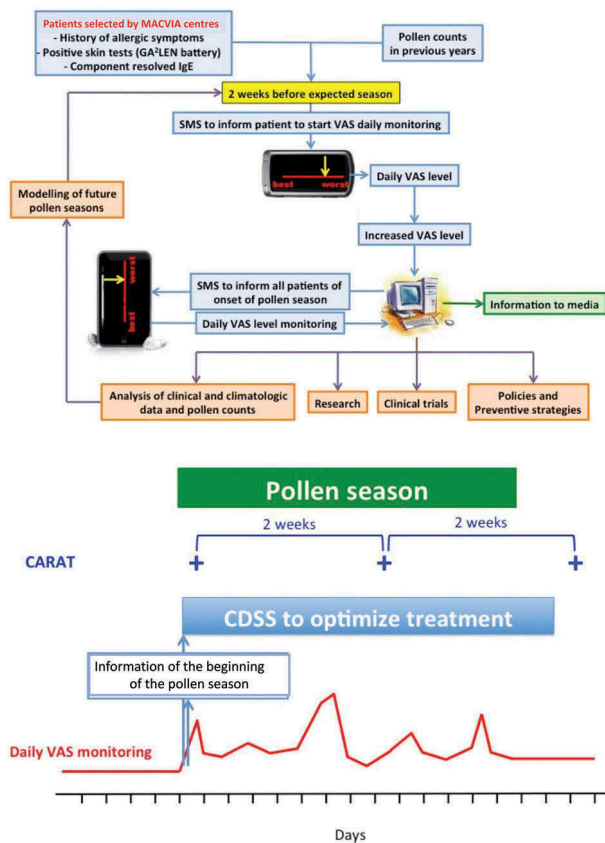 Patients selected by MACVIA centres
- History of allergic symptoms
- Positive skin tests (GA²LEN battery)
- Component resolved IgE
Pollen counts
in previous years
2 weeks before expected season
SMS to inform patient to start VAS daily monitoring
best worst
Daily VAS level
Modelling of future
pollen seasons
Increased VAS level
worst
best
SMS to inform all patients of
onset of pollen season
Daily VAS level monitoring
Information to media
Analysis of clinical and climatologic
data and pollen counts
Research
Clinical trials
Policies and
Preventive strategies
Pollen season
2 weeks
2 weeks
CARAT
+ + +
CDSS to optimize treatment
Information of the beginning
of the pollen season
Daily VAS monitoring
Days